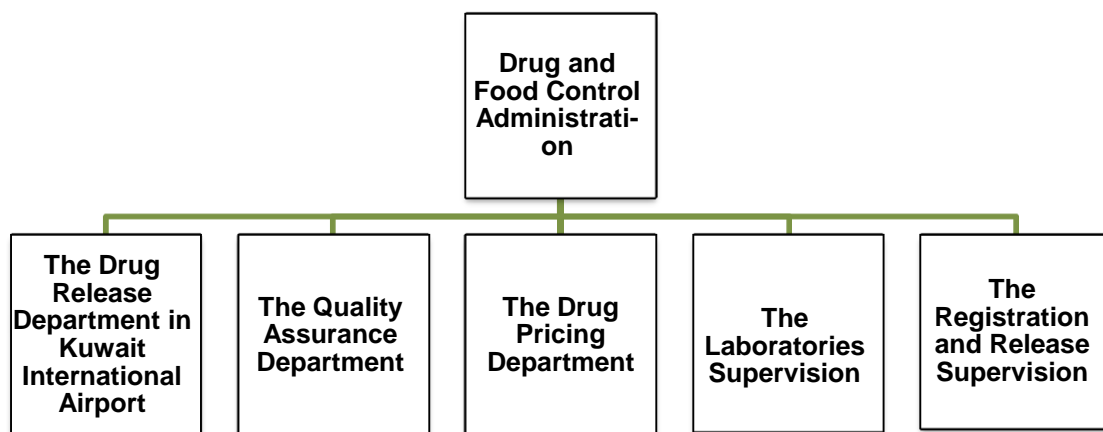 Drug and
Food Control
Administrati-
on
The Drug
Release
Department in
Kuwait
International
Airport
The Quality
Assurance
Department
The Drug
Pricing
Department
The
Laboratories
Supervision
The
Registration
and Release
Supervision